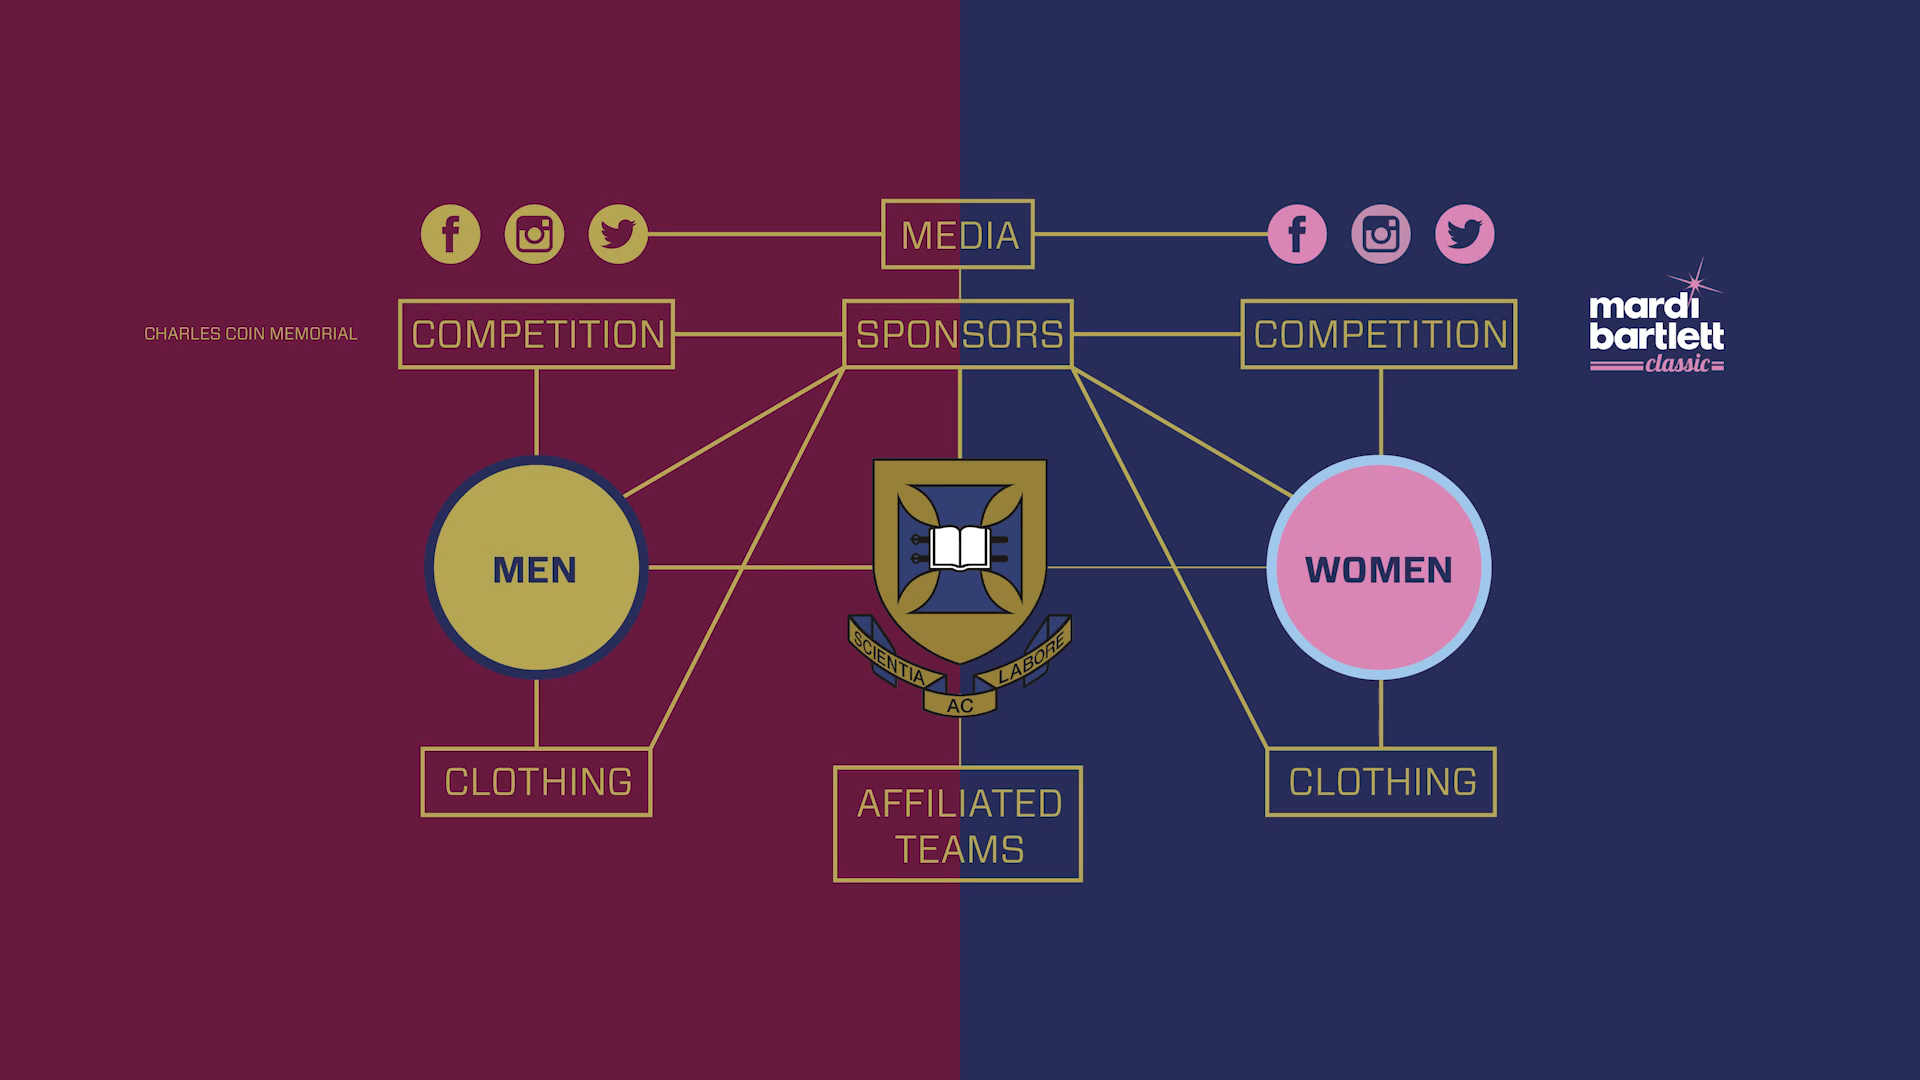 MEDIA
CHARLES COIN MEMORIAL
COMPETITION
SPONSORS
COMPETITION
mardi
bartlett
classic
MEN
WOMEN
SCIENTIA
AC
LABORE
CLOTHING
CLOTHING
AFFILIATED
TEAMS